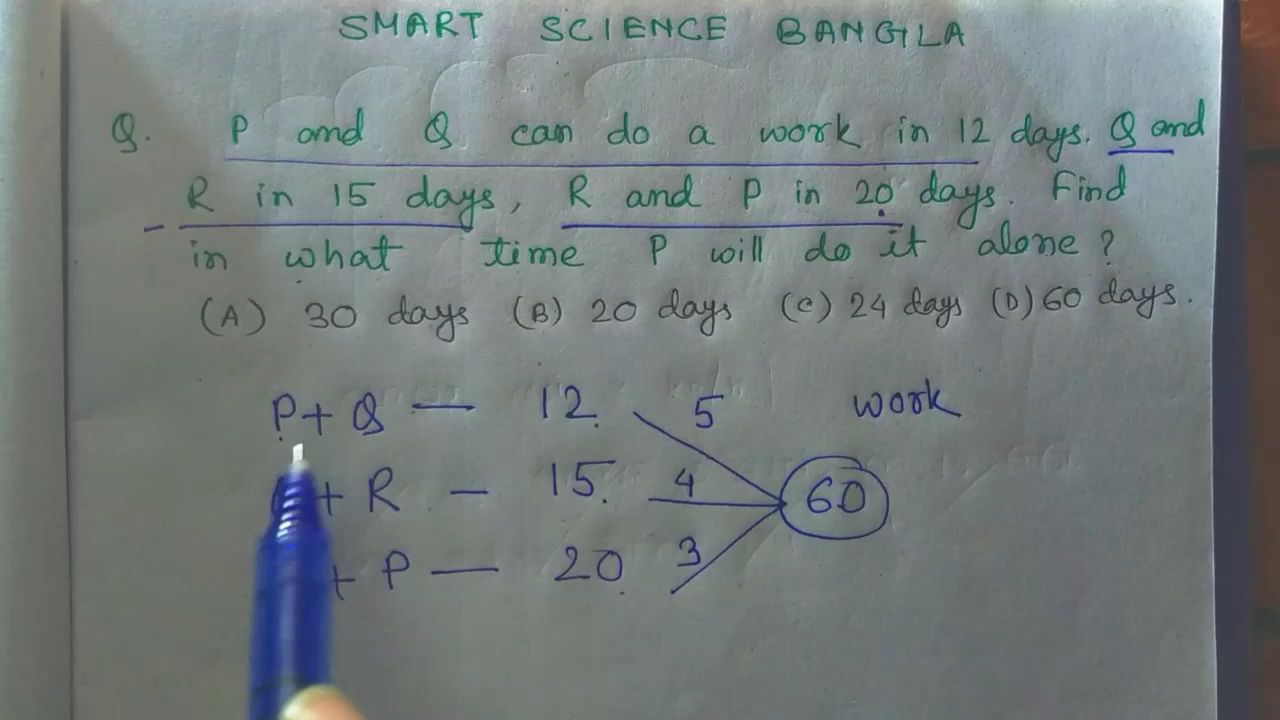 SMART SCIENCE BANGLA
Q. P and Q can do a work in 12 days. Q and
R in 15 days, R and P in 20 days. Find
in what time P will do it alone?
(A) 30 days (B) 20 days (C) 24 days (D) 60 days.
P + Q — 12 5 work
+ R — 15 4 60
+ P — 20 3